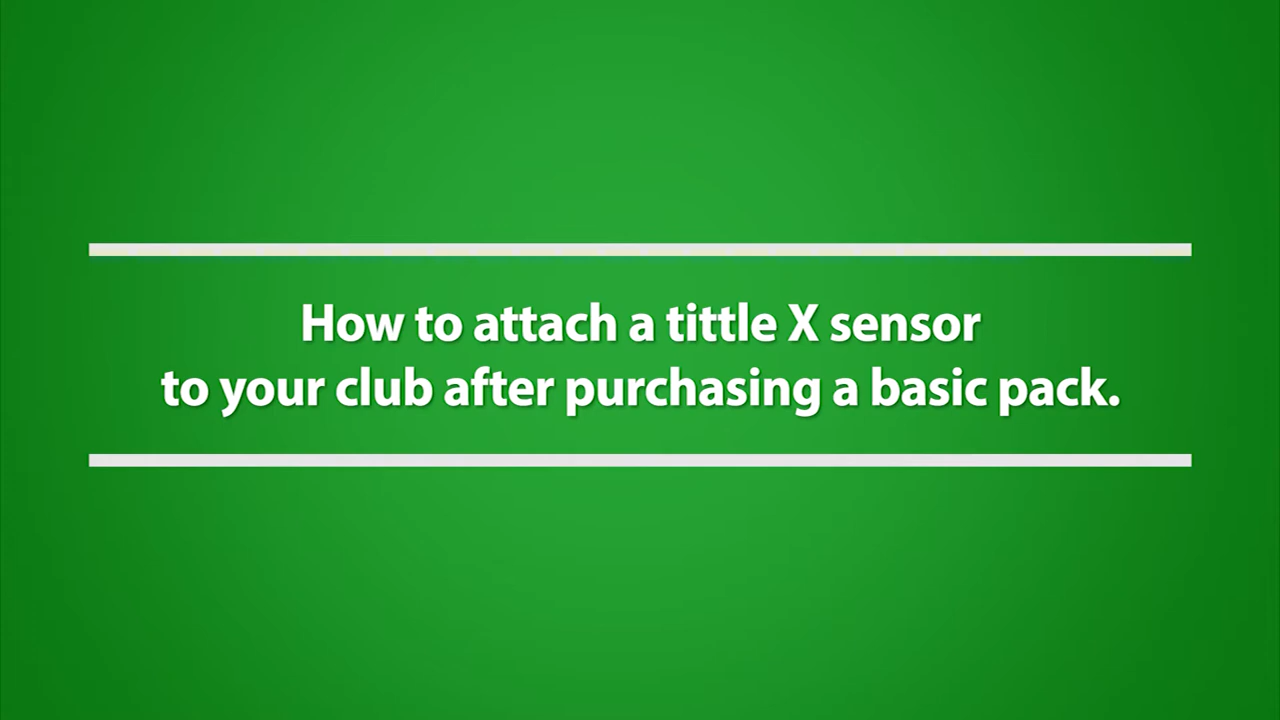 How to attach a tittle X sensor
to your club after purchasing a basic pack.